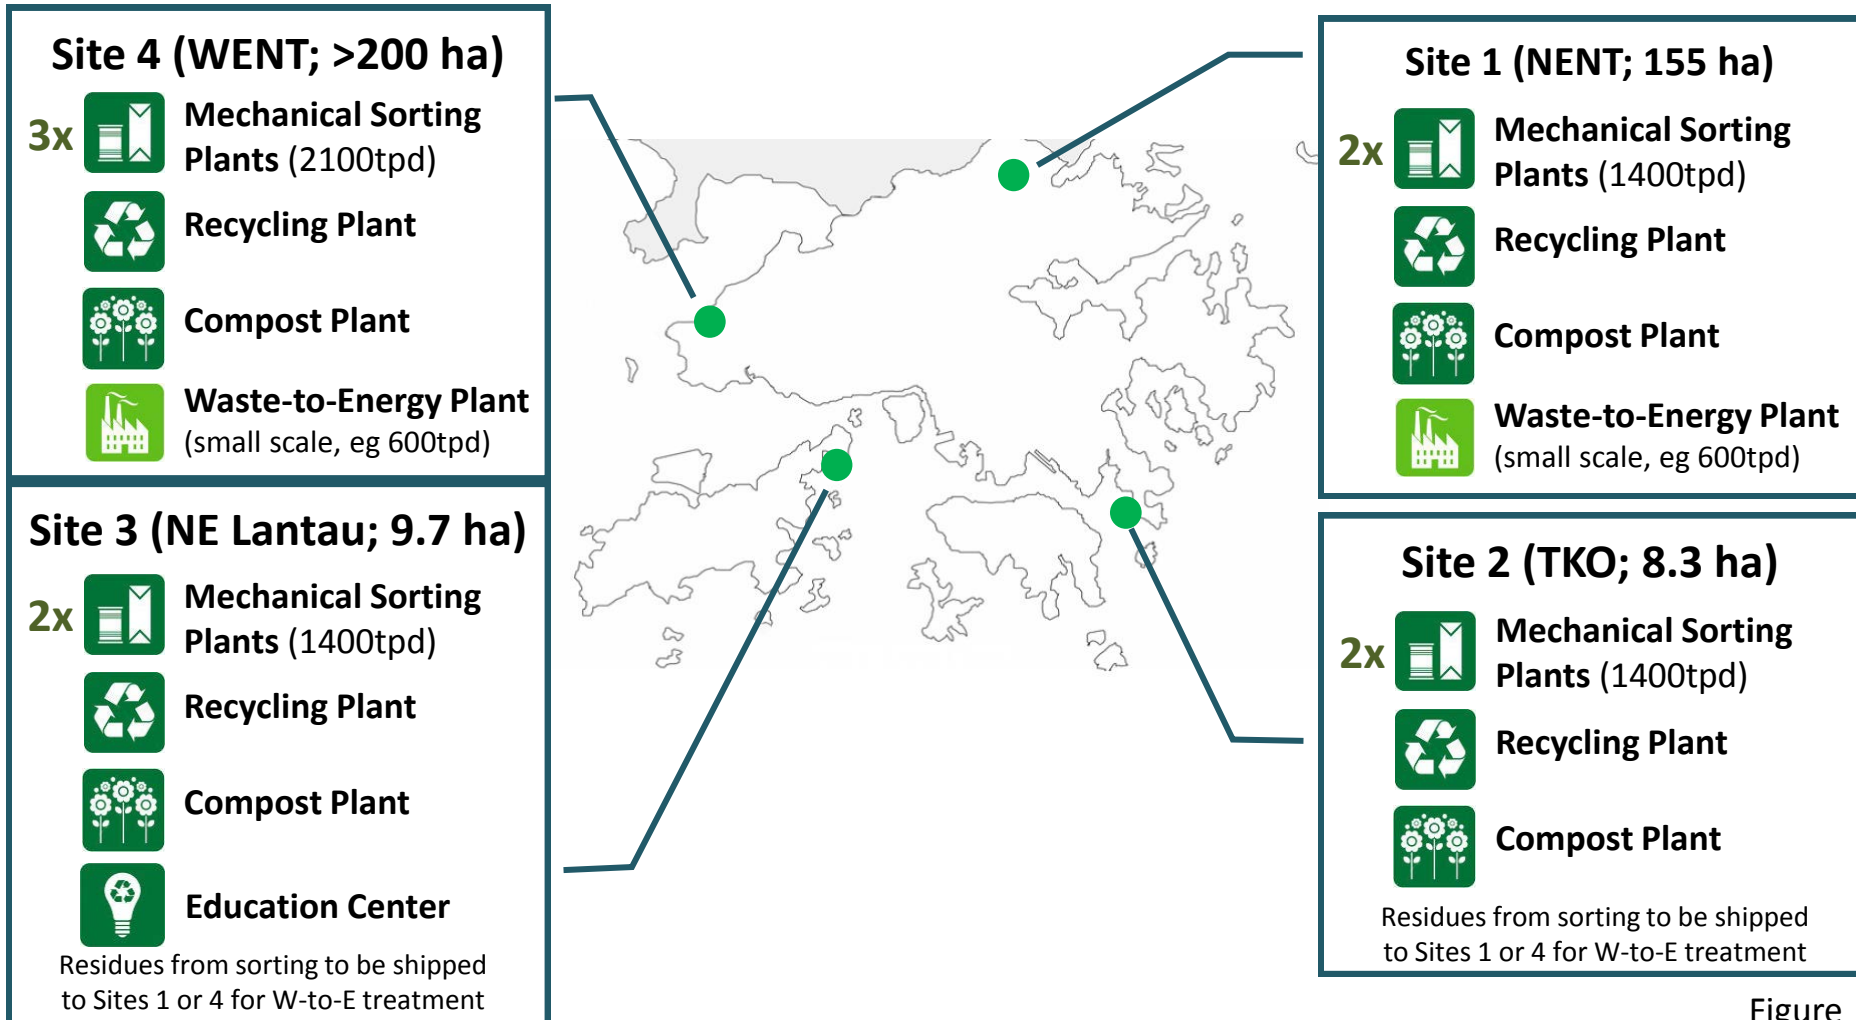 Site 4 (WENT; >200 ha)
3x
Mechanical Sorting
Plants (2100tpd)
Recycling Plant
Compost Plant
Waste-to-Energy Plant
(small scale, eg 600tpd)
Site 3 (NE Lantau; 9.7 ha)
2x
Mechanical Sorting
Plants (1400tpd)
Recycling Plant
Compost Plant
Education Center
Residues from sorting to be shipped
to Sites 1 or 4 for W-to-E treatment
Site 1 (NENT; 155 ha)
2x
Mechanical Sorting
Plants (1400tpd)
Recycling Plant
Compost Plant
Waste-to-Energy Plant
(small scale, eg 600tpd)
Site 2 (TKO; 8.3 ha)
2x
Mechanical Sorting
Plants (1400tpd)
Recycling Plant
Compost Plant
Residues from sorting to be shipped
to Sites 1 or 4 for W-to-E treatment
Figure